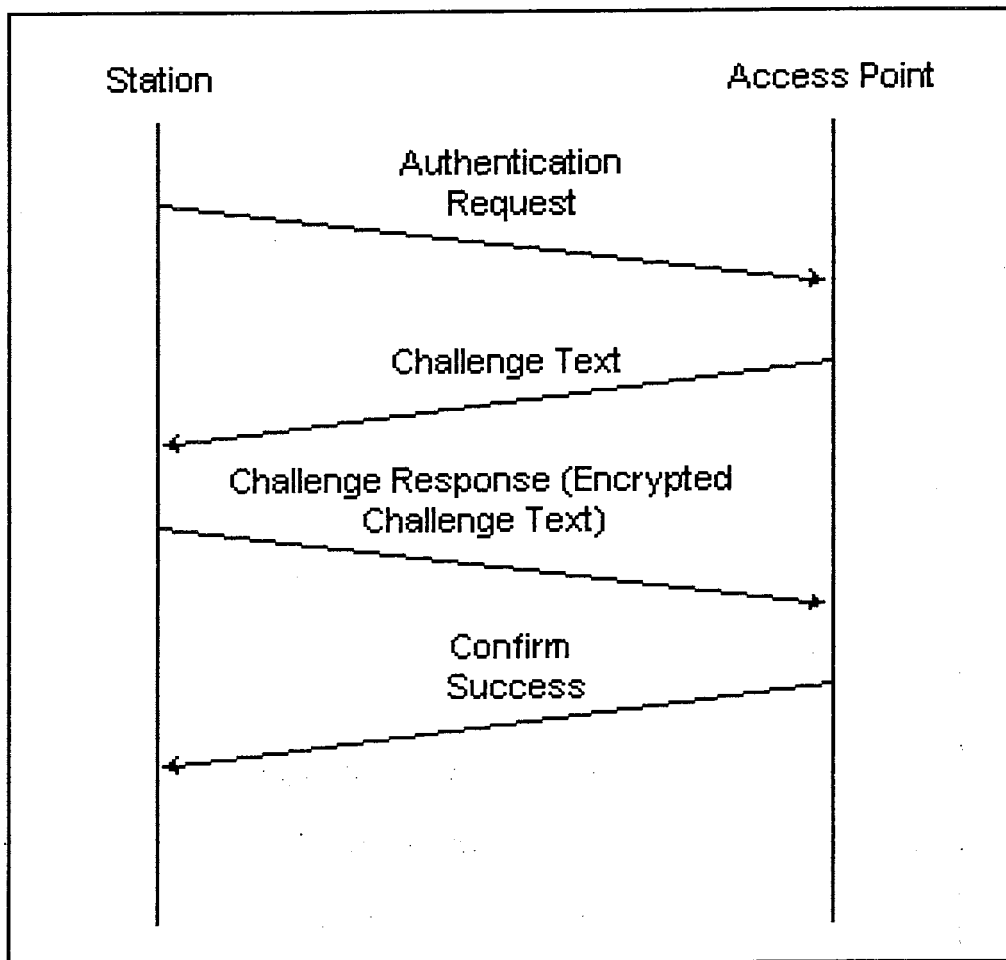 Station
Access Point
Authentication
Request
Challenge Text
Challenge Response (Encrypted
Challenge Text)
Confirm
Success